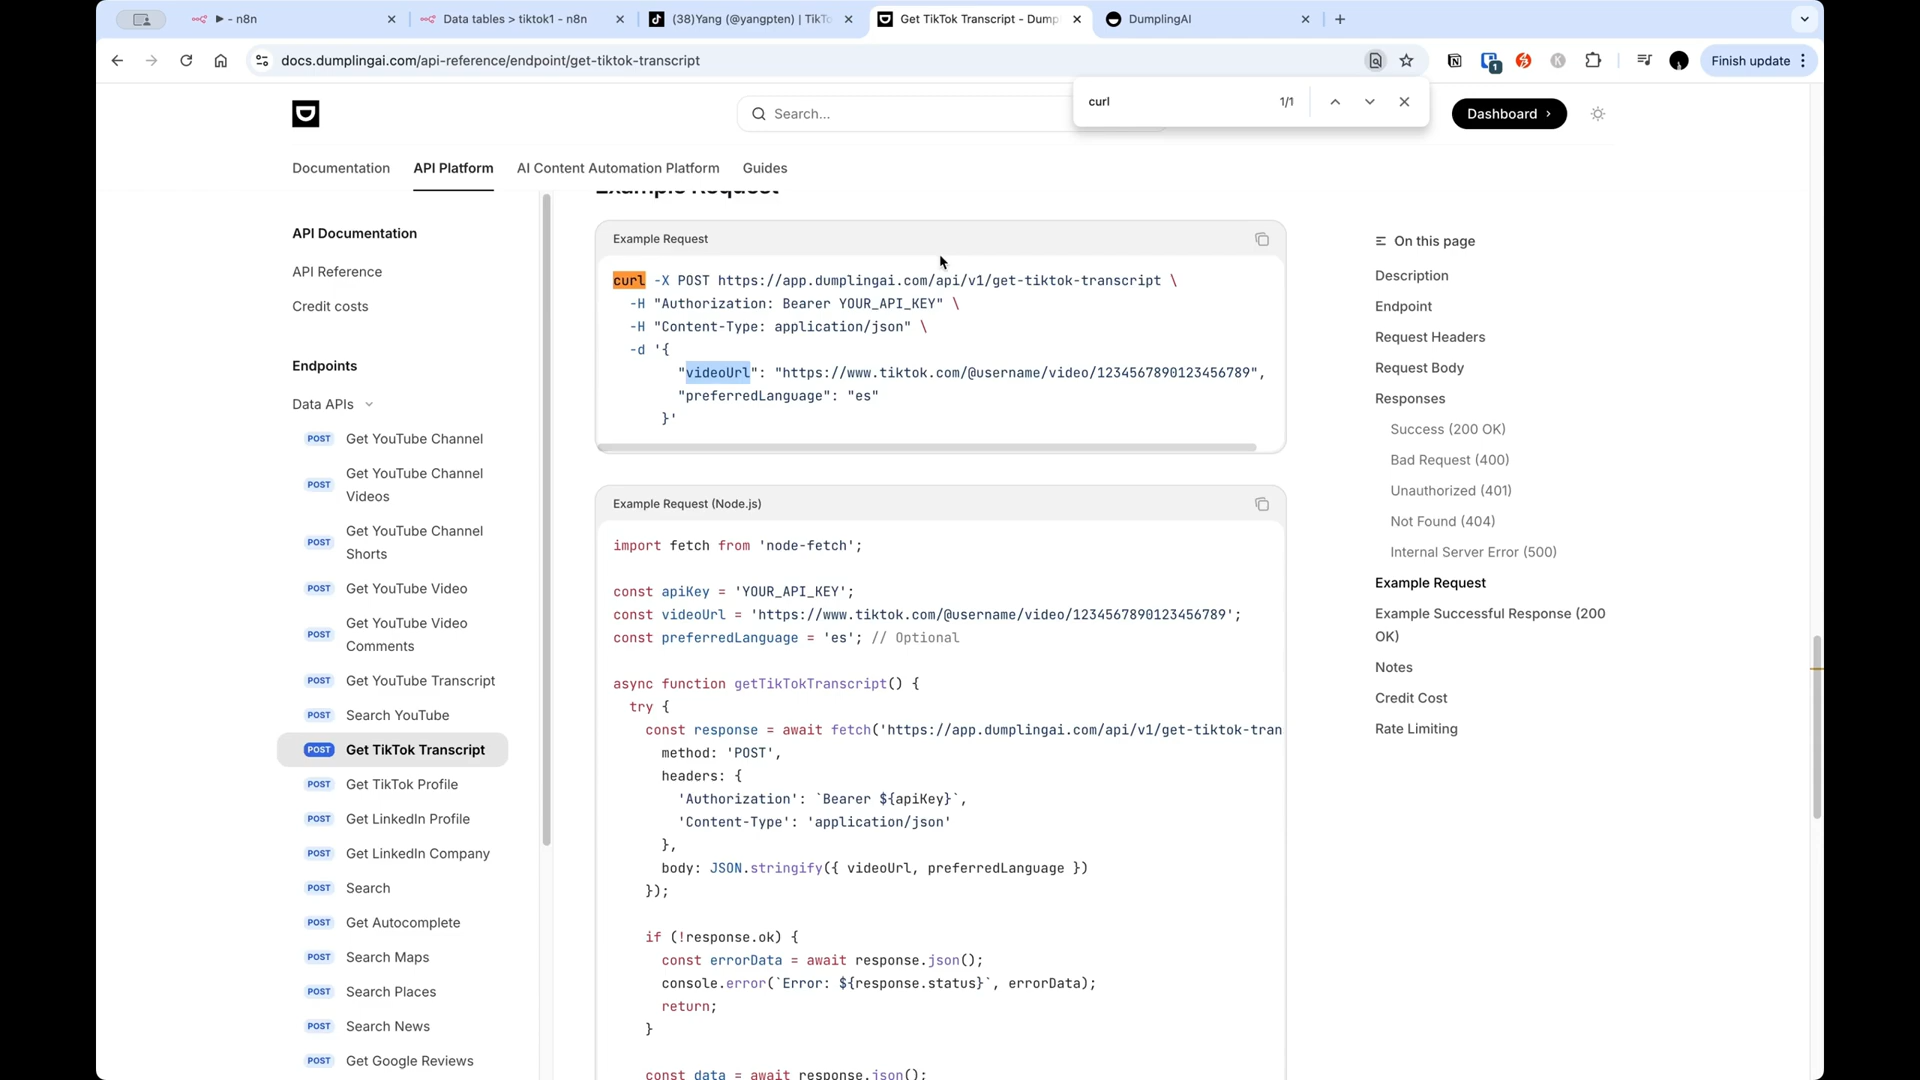 ▶ - n8n
Data tables > tiktok1 - n8n
(38)Yang (@yangpten) | TikTo
Get TikTok Transcript - Dump
DumplingAI
docs.dumplingai.com/api-reference/endpoint/get-tiktok-transcript
1
Finish update
curl
1/1
Search...
Dashboard
Documentation
API Platform
AI Content Automation Platform
Guides
API Documentation
API Reference
Credit costs
Endpoints
Data APIs
POST Get YouTube Channel
POST Get YouTube Channel
Videos
POST Get YouTube Channel
Shorts
POST Get YouTube Video
POST Get YouTube Video
Comments
POST Get YouTube Transcript
POST Search YouTube
POST Get TikTok Transcript
POST Get TikTok Profile
POST Get LinkedIn Profile
POST Get LinkedIn Company
POST Search
POST Get Autocomplete
POST Search Maps
POST Search Places
POST Search News
POST Get Google Reviews
Example Request
Example Request
curl -X POST https://app.dumplingai.com/api/v1/get-tiktok-transcript \
-H "Authorization: Bearer YOUR_API_KEY" \
-H "Content-Type: application/json" \
-d '{
"videoUrl": "https://www.tiktok.com/@username/video/1234567890123456789",
"preferredLanguage": "es"
}'
Example Request (Node.js)
import fetch from 'node-fetch';
const apiKey = 'YOUR_API_KEY';
const videoUrl = 'https://www.tiktok.com/@username/video/1234567890123456789';
const preferredLanguage = 'es'; // Optional
async function getTikTokTranscript() {
try {
const response = await fetch('https://app.dumplingai.com/api/v1/get-tiktok-tran
method: 'POST',
headers: {
'Authorization': `Bearer ${apiKey}`,
'Content-Type': 'application/json'
},
body: JSON.stringify({ videoUrl, preferredLanguage })
});
if (!response.ok) {
const errorData = await response.json();
console.error(`Error: ${response.status}`, errorData);
return;
}
const data = await response.json();
On this page
Description
Endpoint
Request Headers
Request Body
Responses
Success (200 OK)
Bad Request (400)
Unauthorized (401)
Not Found (404)
Internal Server Error (500)
Example Request
Example Successful Response (200
OK)
Notes
Credit Cost
Rate Limiting